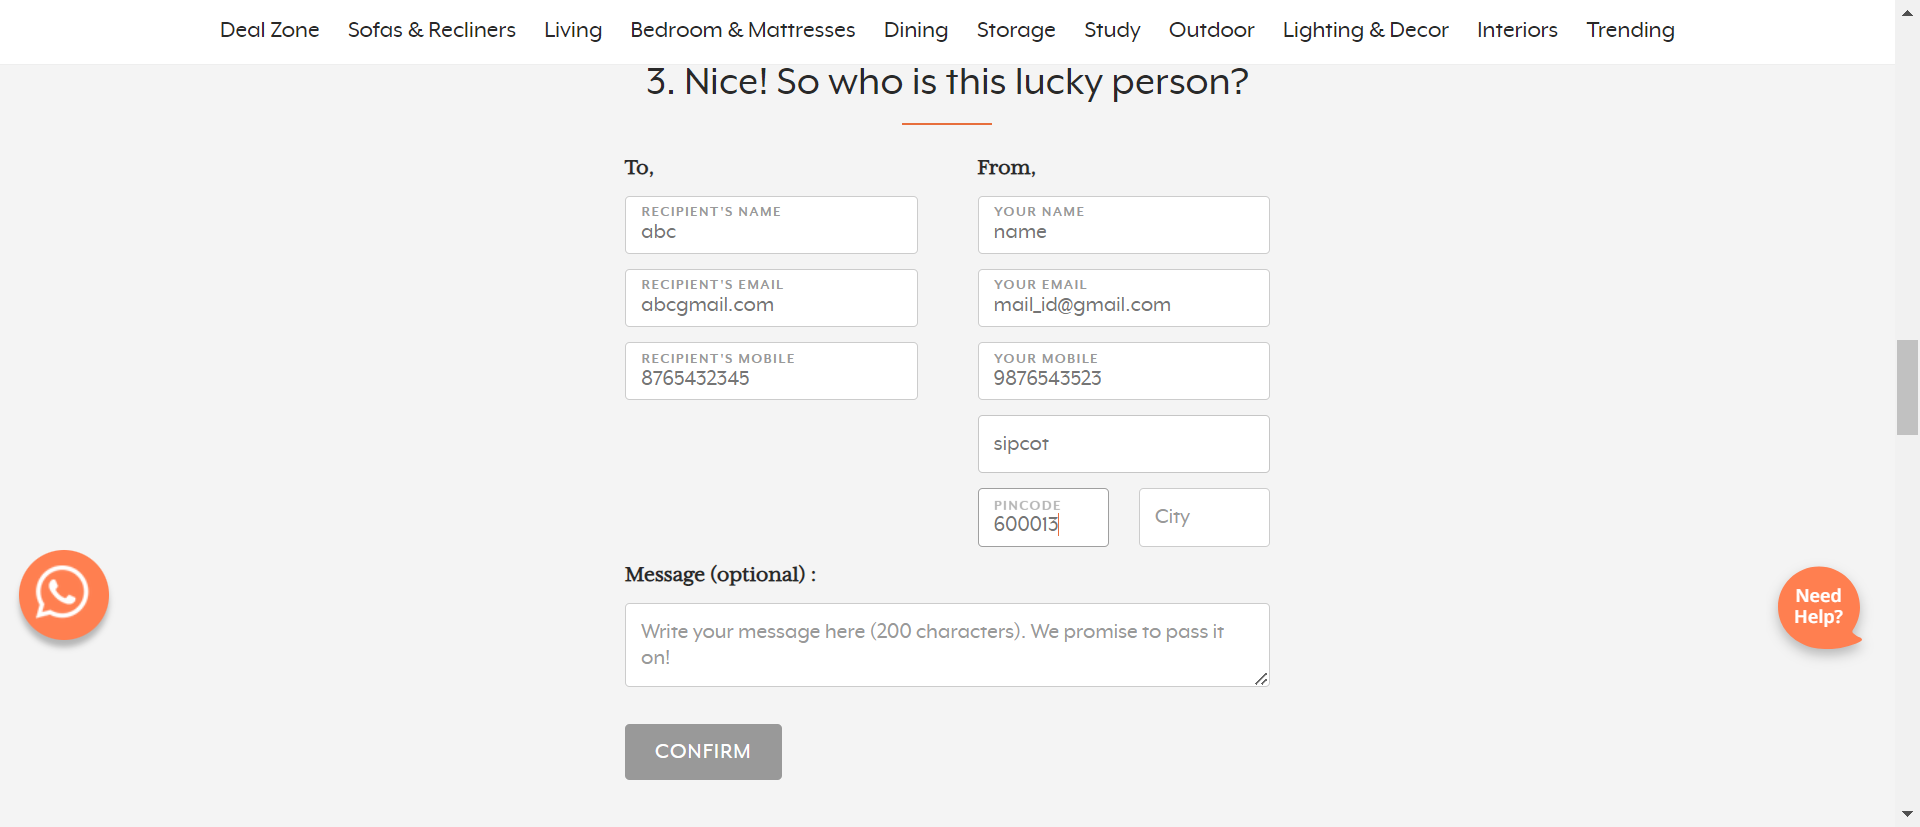 Deal Zone Sofas & Recliners Living Bedroom & Mattresses Dining Storage Study Outdoor Lighting & Decor Interiors Trending
3. Nice! So who is this lucky person?
To,
RECIPIENT'S NAME
abc
RECIPIENT'S EMAIL
abcgmail.com
RECIPIENT'S MOBILE
8765432345
From,
YOUR NAME
name
YOUR EMAIL
mail_id@gmail.com
YOUR MOBILE
9876543523
sipcot
PINCODE
600013
City
Message (optional) :
Write your message here (200 characters). We promise to pass it
on!
CONFIRM
Need
Help?